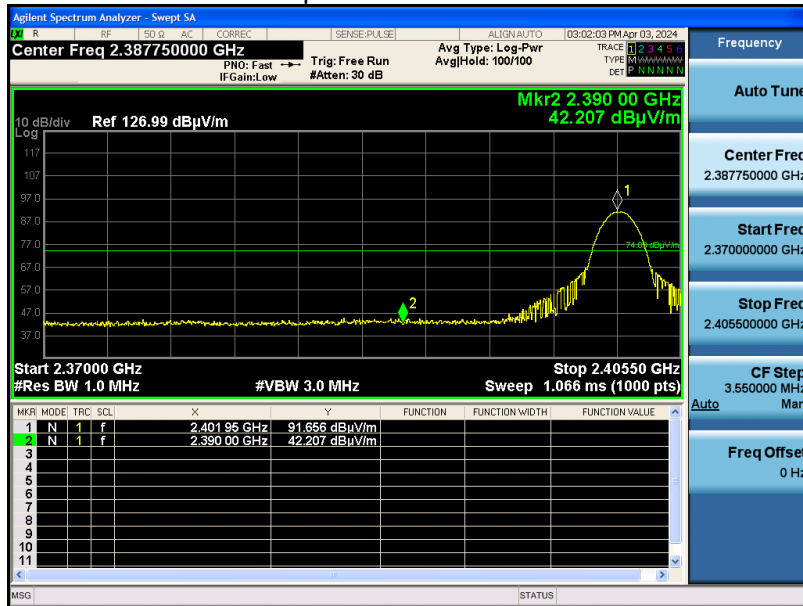 Agilent Spectrum Analyzer - Swept SA
LXI R RF 50 Ω AC CORREC SENSE:PULSE ALIGN AUTO 03:02:03 PM Apr 03, 2024
Center Freq 2.387750000 GHz
PNO: Fast
IFGain:Low
Trig: Free Run
#Atten: 30 dB
Avg Type: Log-Pwr
Avg|Hold: 100/100
TRACE 1 2 3 4 5 6
TYPE M W W W W W
DET P N N N N N
Mkr2 2.390 00 GHz
42.207 dBµV/m
10 dB/div Ref 126.99 dBµV/m
Log
117
107
97.0
87.0
77.0
67.0
57.0
47.0
37.0
1
74.00 dBµV/m
2
Start 2.37000 GHz Stop 2.40550 GHz
#Res BW 1.0 MHz #VBW 3.0 MHz Sweep 1.066 ms (1000 pts)
MKR MODE TRC SCL X Y FUNCTION FUNCTION WIDTH FUNCTION VALUE
1 N 1 f 2.401 95 GHz 91.656 dBµV/m
2 N 1 f 2.390 00 GHz 42.207 dBµV/m
3
4
5
6
7
8
9
10
11
MSG STATUS
Frequency
Auto Tune
Center Freq
2.387750000 GHz
Start Freq
2.370000000 GHz
Stop Freq
2.405500000 GHz
CF Step
3.550000 MHz
Auto Man
Freq Offset
0 Hz